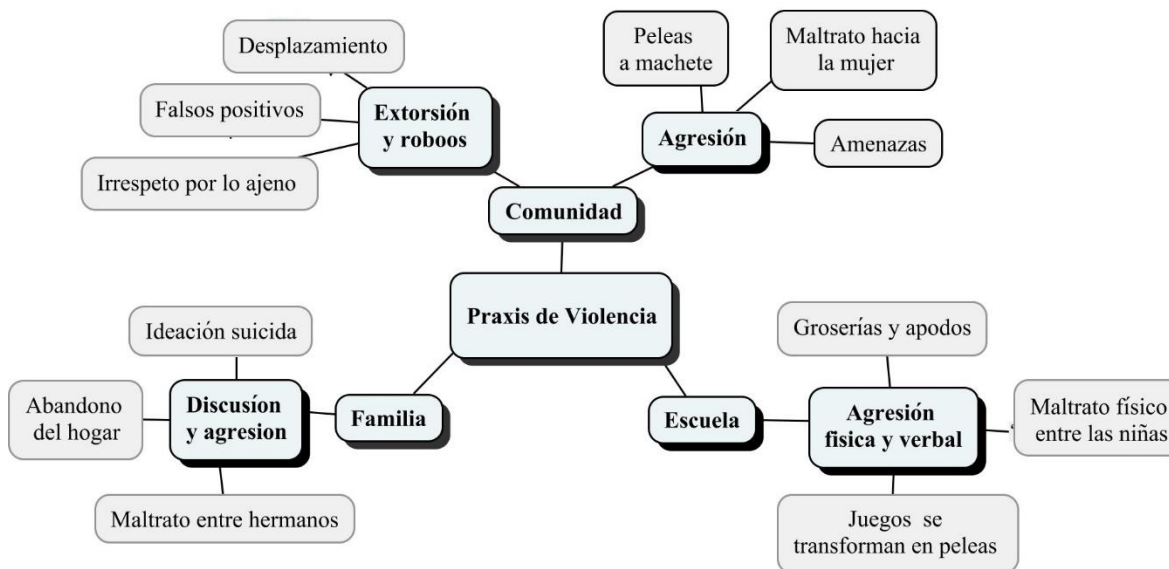 Desplazamiento
Falsos positivos
Irrespeto por lo ajeno
Extorsión
y roboos
Peleas
a machete
Maltrato hacia
la mujer
Agresión
Amenazas
Comunidad
Praxis de Violencia
Ideación suicida
Abandono
del hogar
Discusíon
y agresion
Familia
Maltrato entre hermanos
Groserías y apodos
Escuela
Agresión
fisica y verbal
Maltrato físico
entre las niñas
Juegos se
transforman en peleas